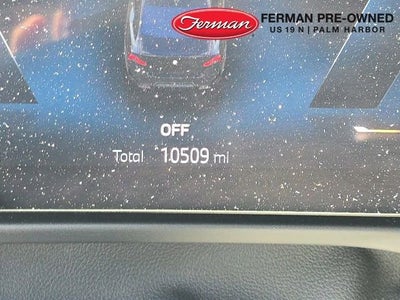 Ferman
FERMAN PRE-OWNED
US 19 N | PALM HARBOR
OFF
Total 10509 mi